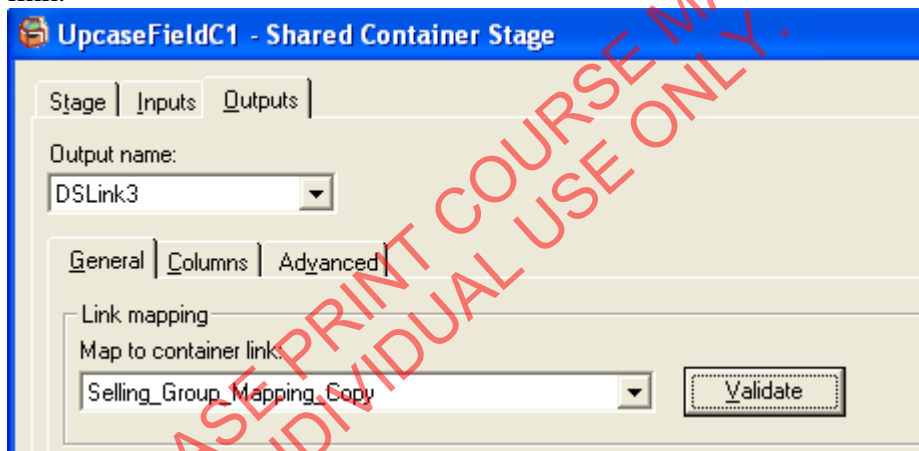 UpcaseFieldC1 - Shared Container Stage
Stage Inputs Outputs
Output name:
DSLink3
General Columns Advanced
Link mapping
Map to container link:
Selling_Group_Mapping_Copy Validate
PRINT COURSE
INDIVIDUAL USE ONLY.